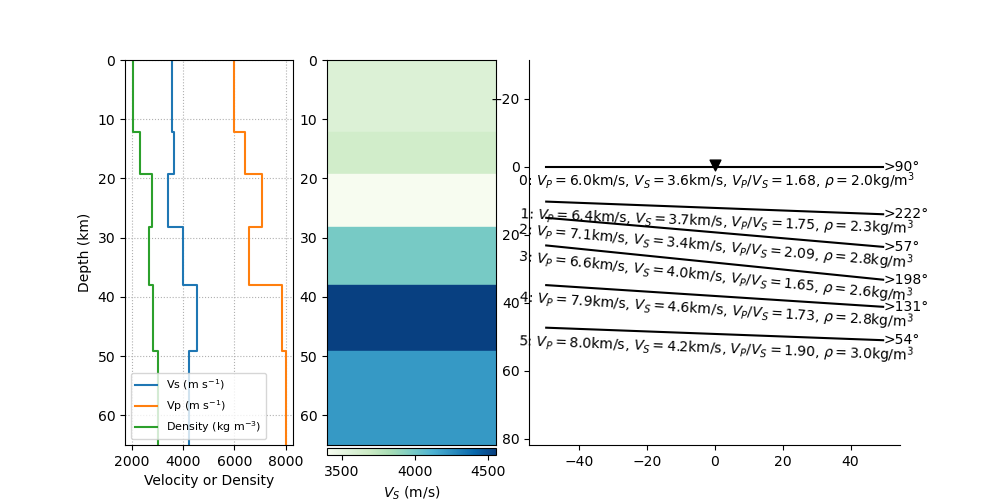 0
10
20
30
40
50
60
Depth (km)
2000 4000 6000 8000
Velocity or Density
Vs (m s⁻¹)
Vp (m s⁻¹)
Density (kg m⁻³)
0
10
20
30
40
50
60
3500 4000 4500
V_S (m/s)
−20
0
20
40
60
80
−40 −20 0 20 40
>90°
0: V_P = 6.0km/s, V_S = 3.6km/s, V_P/V_S = 1.68, ρ = 2.0kg/m³
>222°
1: V_P = 6.4km/s, V_S = 3.7km/s, V_P/V_S = 1.75, ρ = 2.3kg/m³
>57°
2: V_P = 7.1km/s, V_S = 3.4km/s, V_P/V_S = 2.09, ρ = 2.8kg/m³
>198°
3: V_P = 6.6km/s, V_S = 4.0km/s, V_P/V_S = 1.65, ρ = 2.6kg/m³
>131°
4: V_P = 7.9km/s, V_S = 4.6km/s, V_P/V_S = 1.73, ρ = 2.8kg/m³
>54°
5: V_P = 8.0km/s, V_S = 4.2km/s, V_P/V_S = 1.90, ρ = 3.0kg/m³